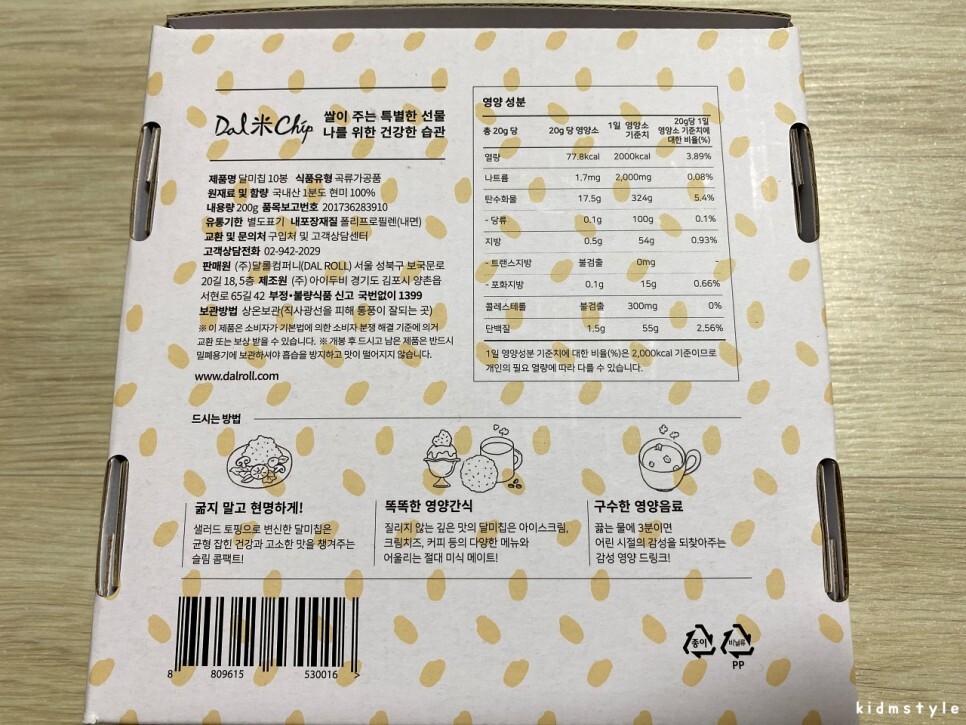 Dal米Chip
쌀이 주는 특별한 선물
나를 위한 건강한 습관
제품명 달미칩 10봉 식품유형 곡류가공품
원재료 및 함량 국내산 1분도 현미 100%
내용량 200g 품목보고번호 201736283910
유통기한 별도표기 내포장재질 폴리프로필렌(내면)
교환 및 문의처 구입처 및 고객상담센터
고객상담전화 02-942-2029
판매원 (주)달롤컴퍼니(DAL ROLL) 서울 성북구 보국문로
20길 18, 5층 제조원 (주)아이두비 경기도 김포시 양촌읍
서현로 65길 42 부정•불량식품 신고 국번없이 1399
보관방법 상온보관(직사광선을 피해 통풍이 잘되는 곳)
※ 이 제품은 소비자가 기본법에 의한 소비자 분쟁 해결 기준에 의거
교환 또는 보상 받을 수 있습니다. ※ 개봉 후 드시고 남은 제품은 반드시
밀폐용기에 보관하셔야 흡습을 방지하고 맛이 떨어지지 않습니다.
www.dalroll.com
영양 성분
총 20g 당 20g 당 영양소 1일 영양소 기준치 20g당 1일 영양소 기준치에 대한 비율(%)
열량 77.8kcal 2000kcal 3.89%
나트륨 1.7mg 2,000mg 0.08%
탄수화물 17.5g 324g 5.4%
- 당류 0.1g 100g 0.1%
지방 0.5g 54g 0.93%
- 트랜스지방 불검출 0mg -
- 포화지방 0.1g 15g 0.66%
콜레스테롤 불검출 300mg 0%
단백질 1.5g 55g 2.56%
1일 영양성분 기준치에 대한 비율(%)은 2,000kcal 기준이므로
개인의 필요 열량에 따라 다를 수 있습니다.
드시는 방법
굶지 말고 현명하게!
샐러드 토핑으로 변신한 달미칩은
균형 잡힌 건강과 고소한 맛을 챙겨주는
슬림 콤팩트!
똑똑한 영양간식
질리지 않는 깊은 맛의 달미칩은 아이스크림,
크림치즈, 커피 등의 다양한 메뉴와
어울리는 절대 미식 메이트!
구수한 영양음료
끓는 물에 3분이면
어린 시절의 감성을 되찾아주는
감성 영양 드링크!
8 809615 530016 >
종이
비닐류
PP
kidmstyle